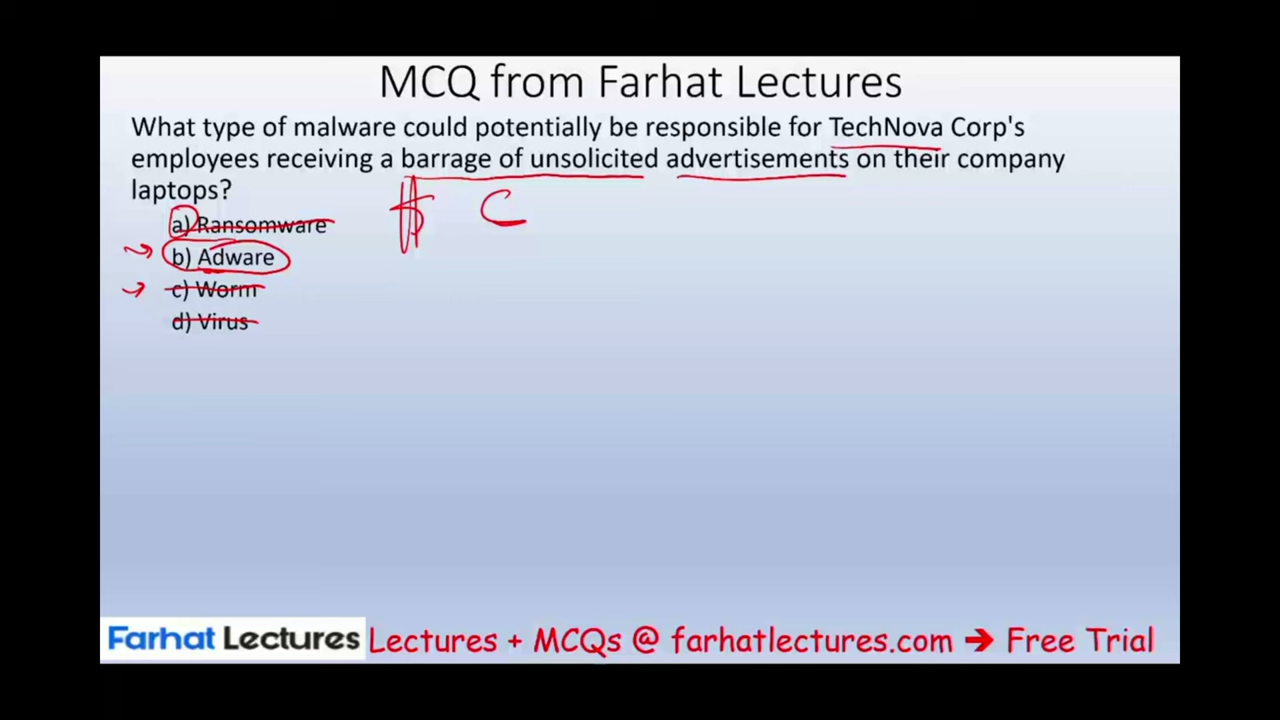 MCQ from Farhat Lectures
What type of malware could potentially be responsible for TechNova Corp's
employees receiving a barrage of unsolicited advertisements on their company
laptops?
$ C
a) Ransomware
b) Adware
c) Worm
d) Virus
Farhat Lectures Lectures + MCQs @ farhatlectures.com → Free Trial